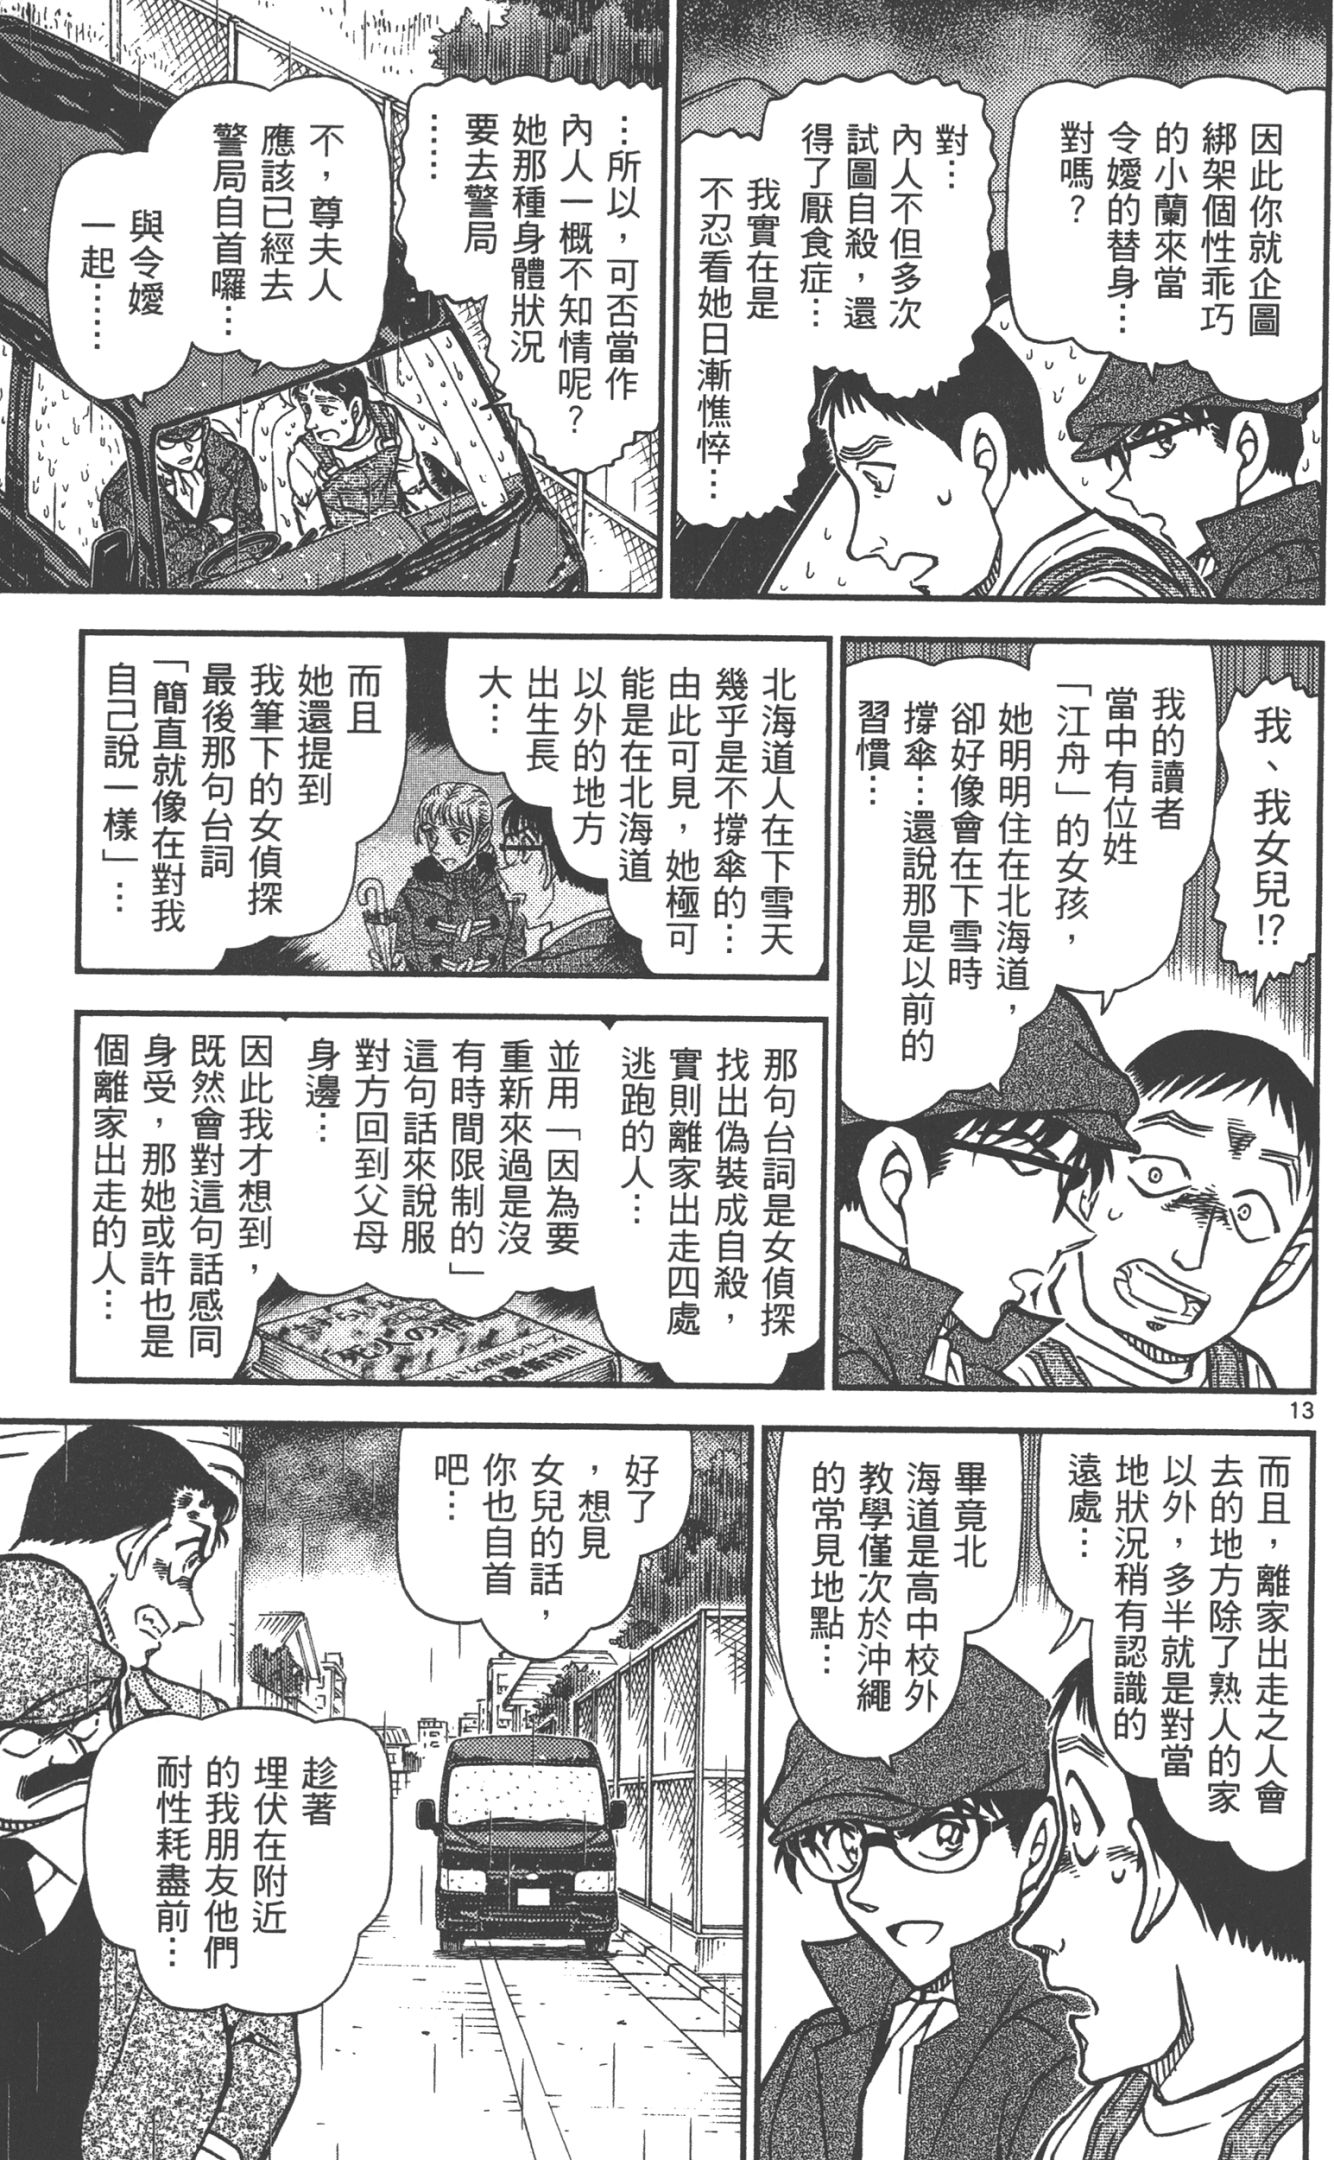 因此你就企圖
綁架個性乖巧
的小蘭來當
令嬡的替身…
對嗎？
對…
內人不但多次
試圖自殺，還
得了厭食症…
我實在是
不忍看她日漸憔悴…
…所以，可否當作
內人一概不知情呢？
她那種身體狀況
要去警局
……
不，尊夫人
應該已經去
警局自首囉…
與令嬡
一起……
我、我女兒!?
我的讀者
當中有位姓
「江舟」的女孩，
她明明住在北海道，
卻好像會在下雪時
撐傘…還說那是以前的
習慣…
北海道人在下雪天
幾乎是不撐傘的…
由此可見，她極可
能是在北海道
以外的地方
出生長
大…
而且
她還提到
我筆下的女偵探
最後那句台詞
「簡直就像在對我
自己說一樣」…
那句台詞是女偵探
找出偽裝成自殺，
實則離家出走四處
逃跑的人…
並用「因為要
重新來過是沒
有時間限制的」
這句話來說服
對方回到父母
身邊…
因此我才想到，
既然會對這句話感同
身受，那她或許也是
個離家出走的人…
13
而且，離家出走之人會
去的地方除了熟人的家
以外，多半就是對當
地狀況稍有認識的
遠處…
畢竟北
海道是高中校外
教學僅次於沖繩
的常見地點…
好了
，想見
女兒的話，
你也自首
吧…
趁著
埋伏在附近
的我朋友他們
耐性耗盡前…